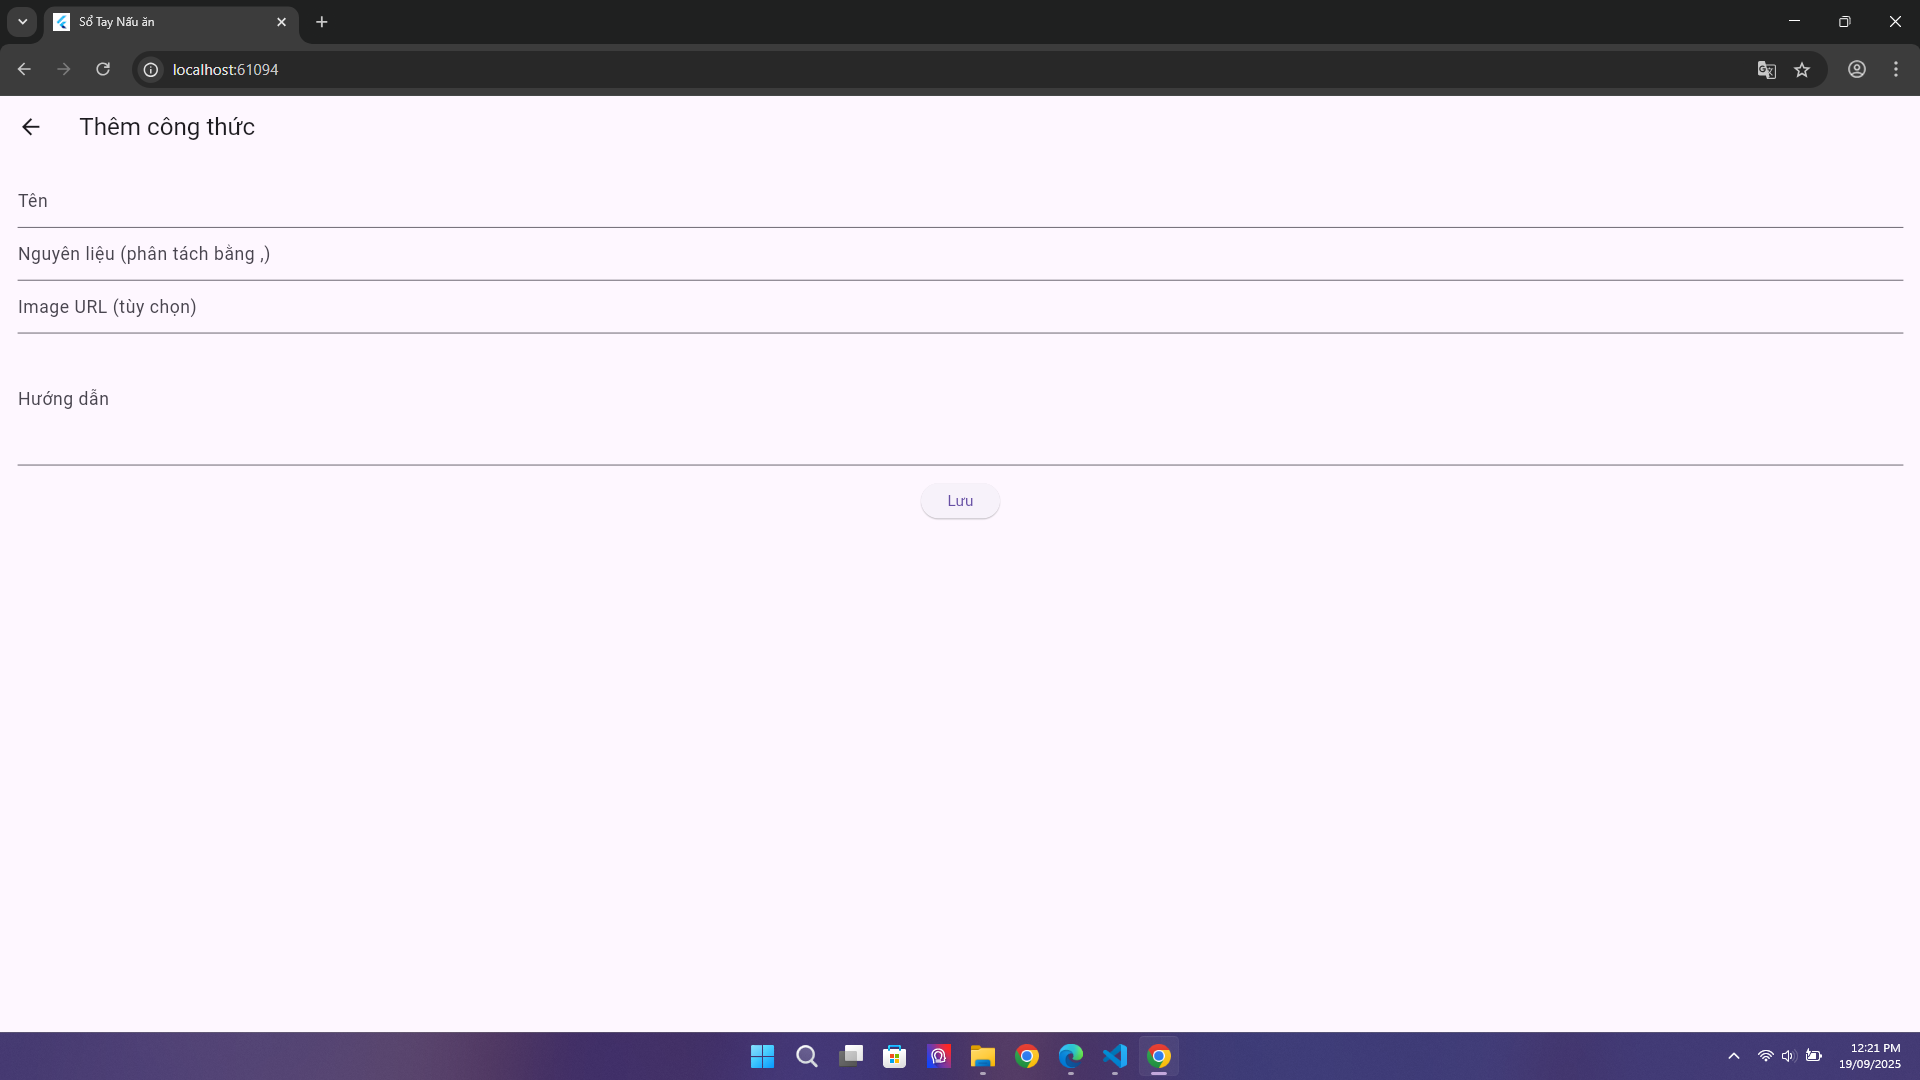 Sổ Tay Nấu ăn
localhost:61094
Thêm công thức
Tên
Nguyên liệu (phân tách bằng ,)
Image URL (tùy chọn)
Hướng dẫn
Lưu
12:21 PM
19/09/2025